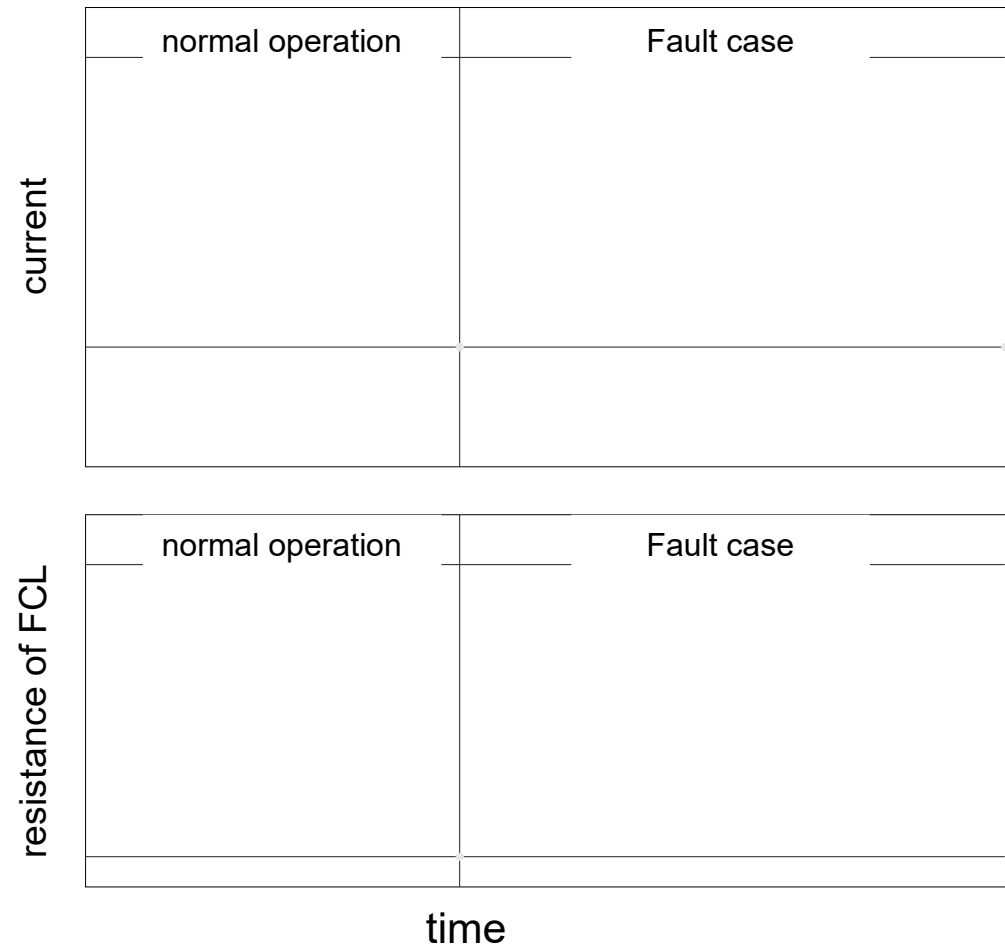 normal operation
Fault case
current
normal operation
Fault case
resistance of FCL
time